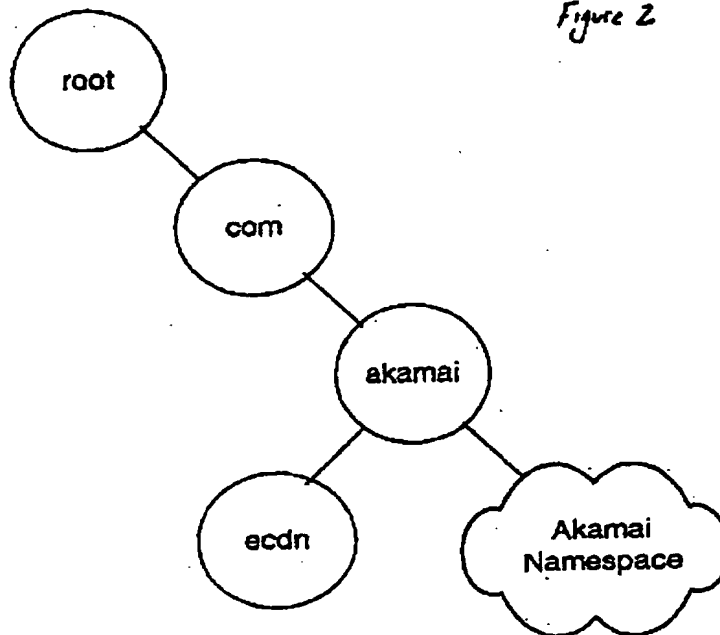 Figure 2
root
com
akamai
ecdn
Akamai
Namespace